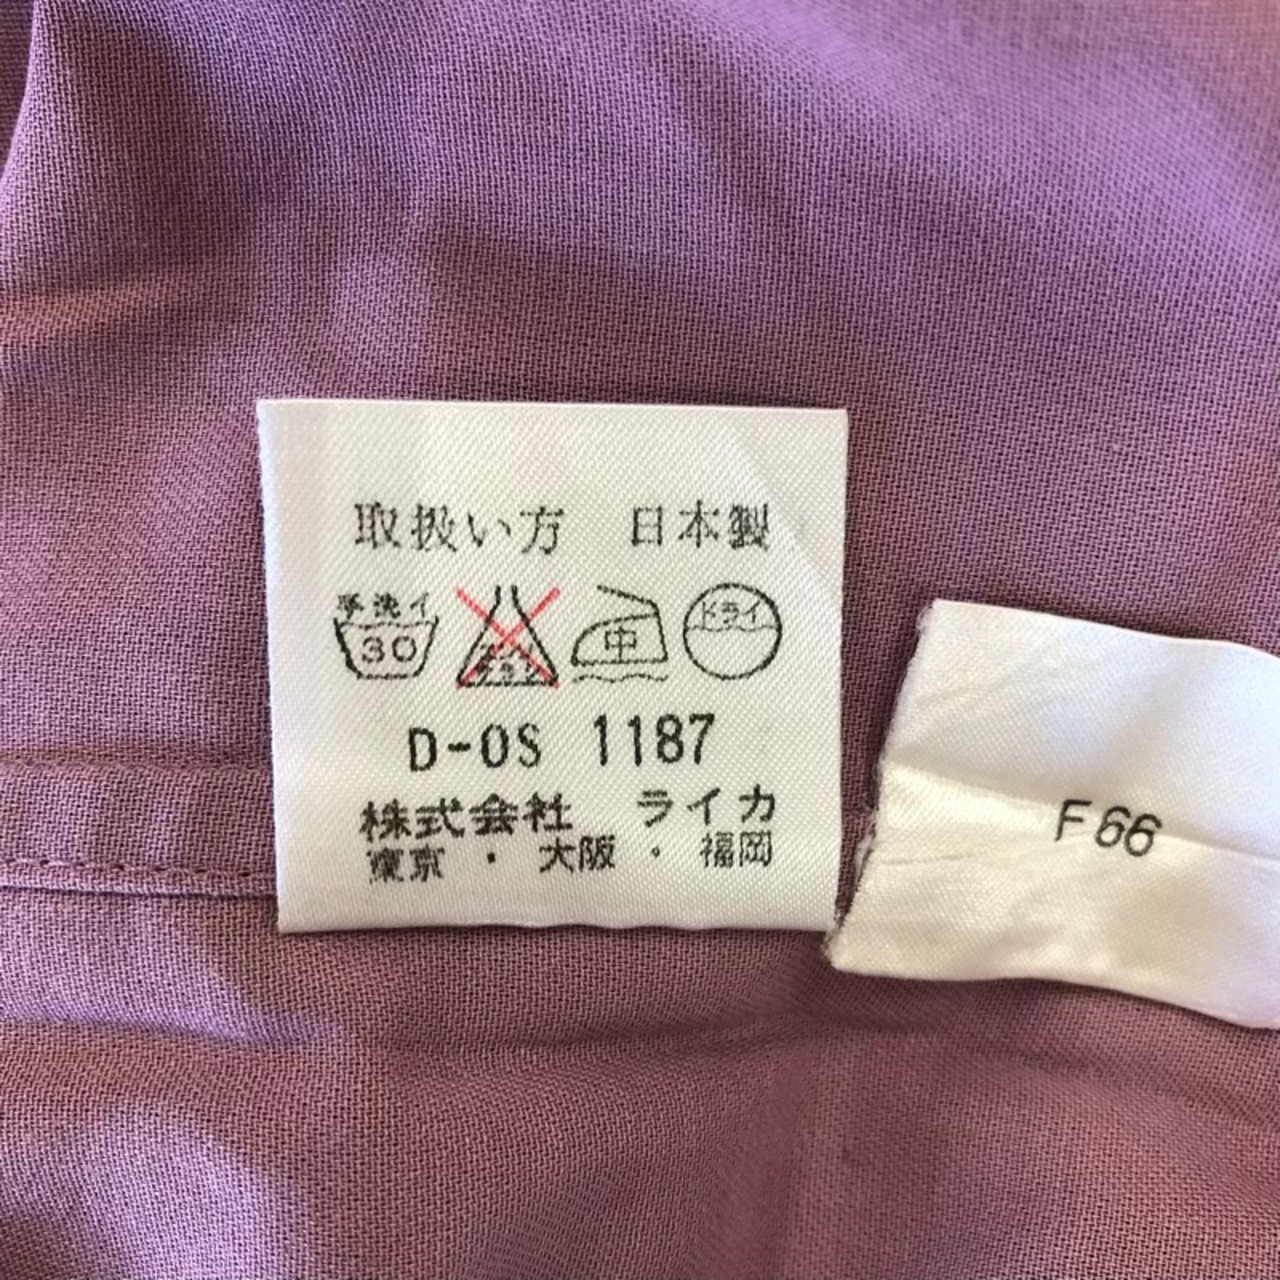 取扱い方 日本製
手洗イ
30
中
ドライ
D-OS 1187
株式会社 ライカ
東京・大阪・福岡
F66